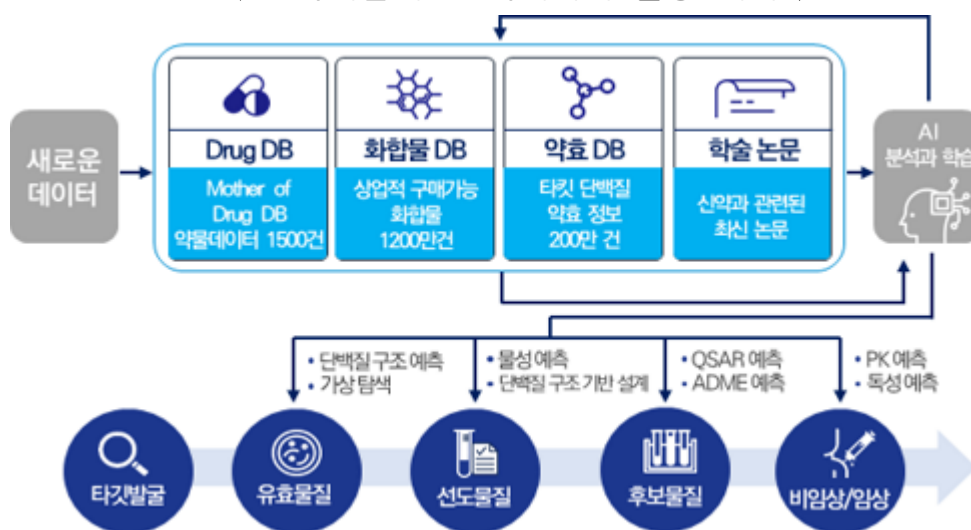 새로운
데이터
Drug DB
Mother of
Drug DB
약물데이터 1500건
화합물 DB
상업적 구매가능
화합물
1200만건
약효 DB
타킷 단백질
약효 정보
200만 건
학술 논문
신약과 관련된
최신 논문
AI
분석과 학습
• 단백질 구조 예측
• 가상 탐색
• 물성 예측
• 단백질 구조 기반 설계
• QSAR 예측
• ADME 예측
• PK 예측
• 독성 예측
타깃발굴
유효물질
선도물질
후보물질
비임상/임상